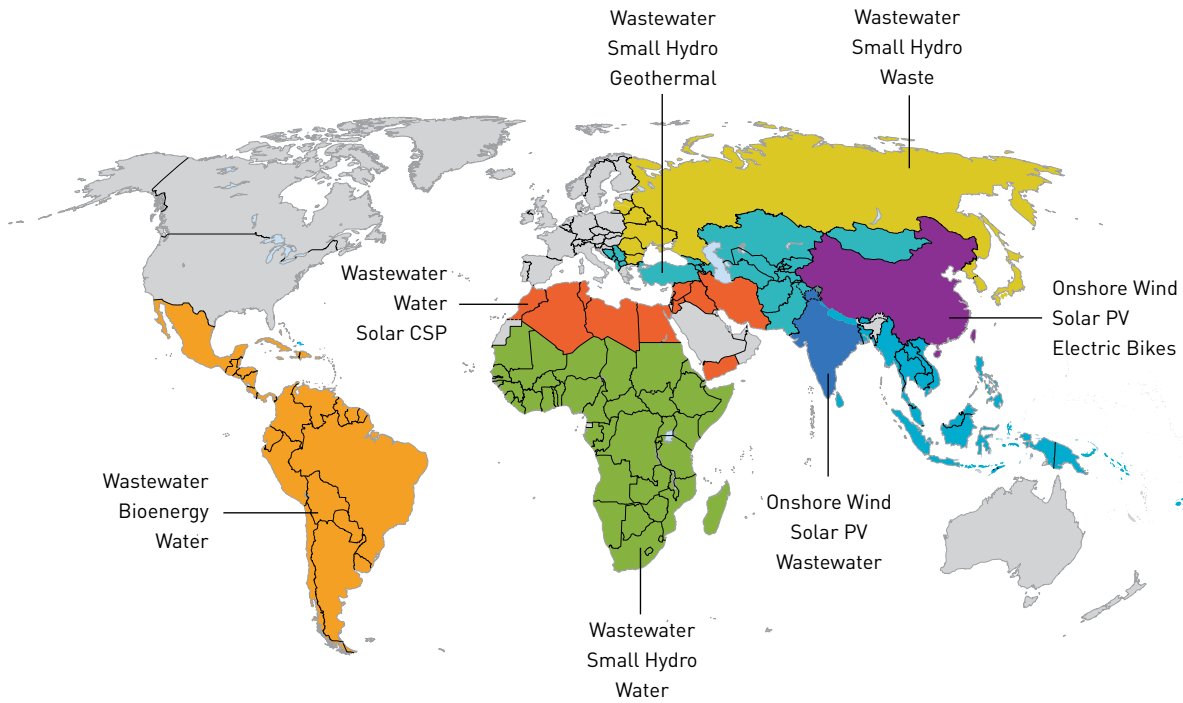 Wastewater
Small Hydro
Geothermal
Wastewater
Small Hydro
Waste
Wastewater
Water
Solar CSP
Onshore Wind
Solar PV
Electric Bikes
Wastewater
Bioenergy
Water
Onshore Wind
Solar PV
Wastewater
Wastewater
Small Hydro
Water